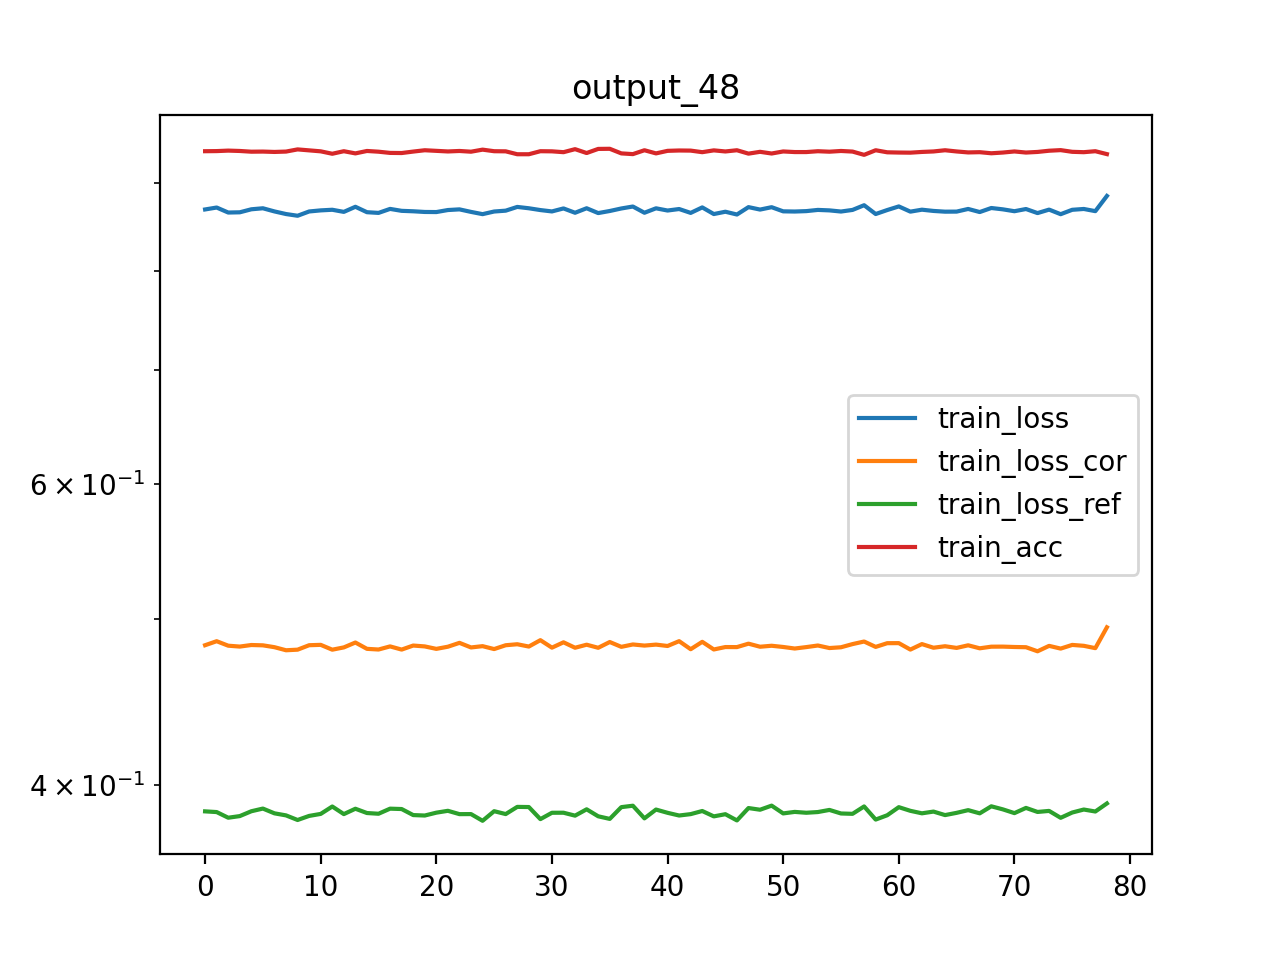 output_48
6 × 10⁻¹
4 × 10⁻¹
train_loss
train_loss_cor
train_loss_ref
train_acc
0 10 20 30 40 50 60 70 80